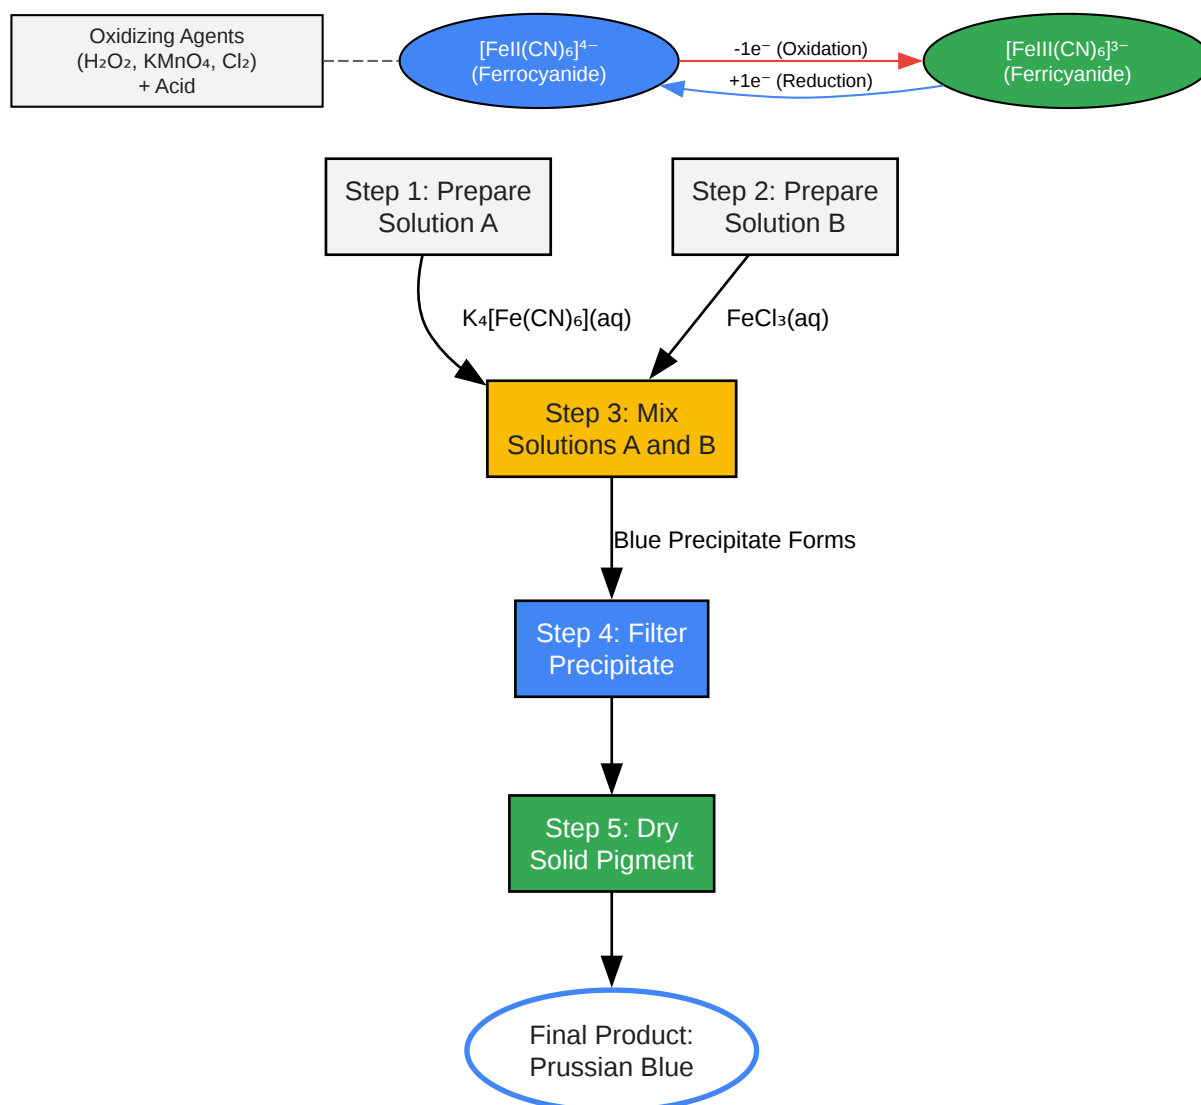 Oxidizing Agents
(H₂O₂, KMnO₄, Cl₂)
+ Acid
[FeII(CN)₆]⁴⁻
(Ferrocyanide)
-1e⁻ (Oxidation)
+1e⁻ (Reduction)
[FeIII(CN)₆]³⁻
(Ferricyanide)
Step 1: Prepare
Solution A
Step 2: Prepare
Solution B
K₄[Fe(CN)₆](aq)
FeCl₃(aq)
Step 3: Mix
Solutions A and B
Blue Precipitate Forms
Step 4: Filter
Precipitate
Step 5: Dry
Solid Pigment
Final Product:
Prussian Blue